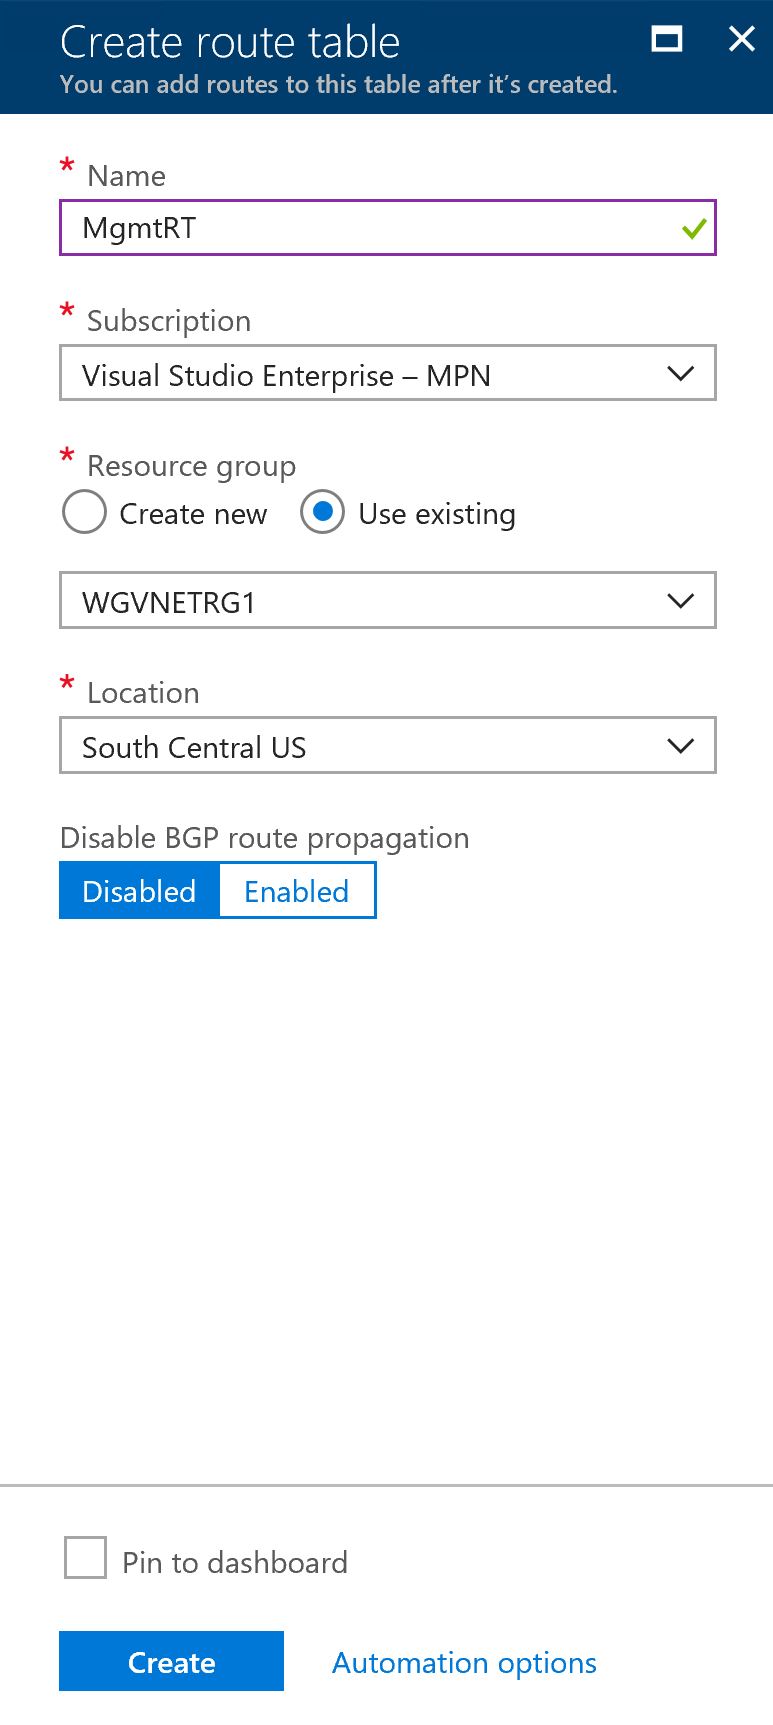 Create route table
You can add routes to this table after it's created.
* Name
MgmtRT
* Subscription
Visual Studio Enterprise – MPN
* Resource group
Create new Use existing
WGVNETRG1
* Location
South Central US
Disable BGP route propagation
Disabled Enabled
Pin to dashboard
Create Automation options